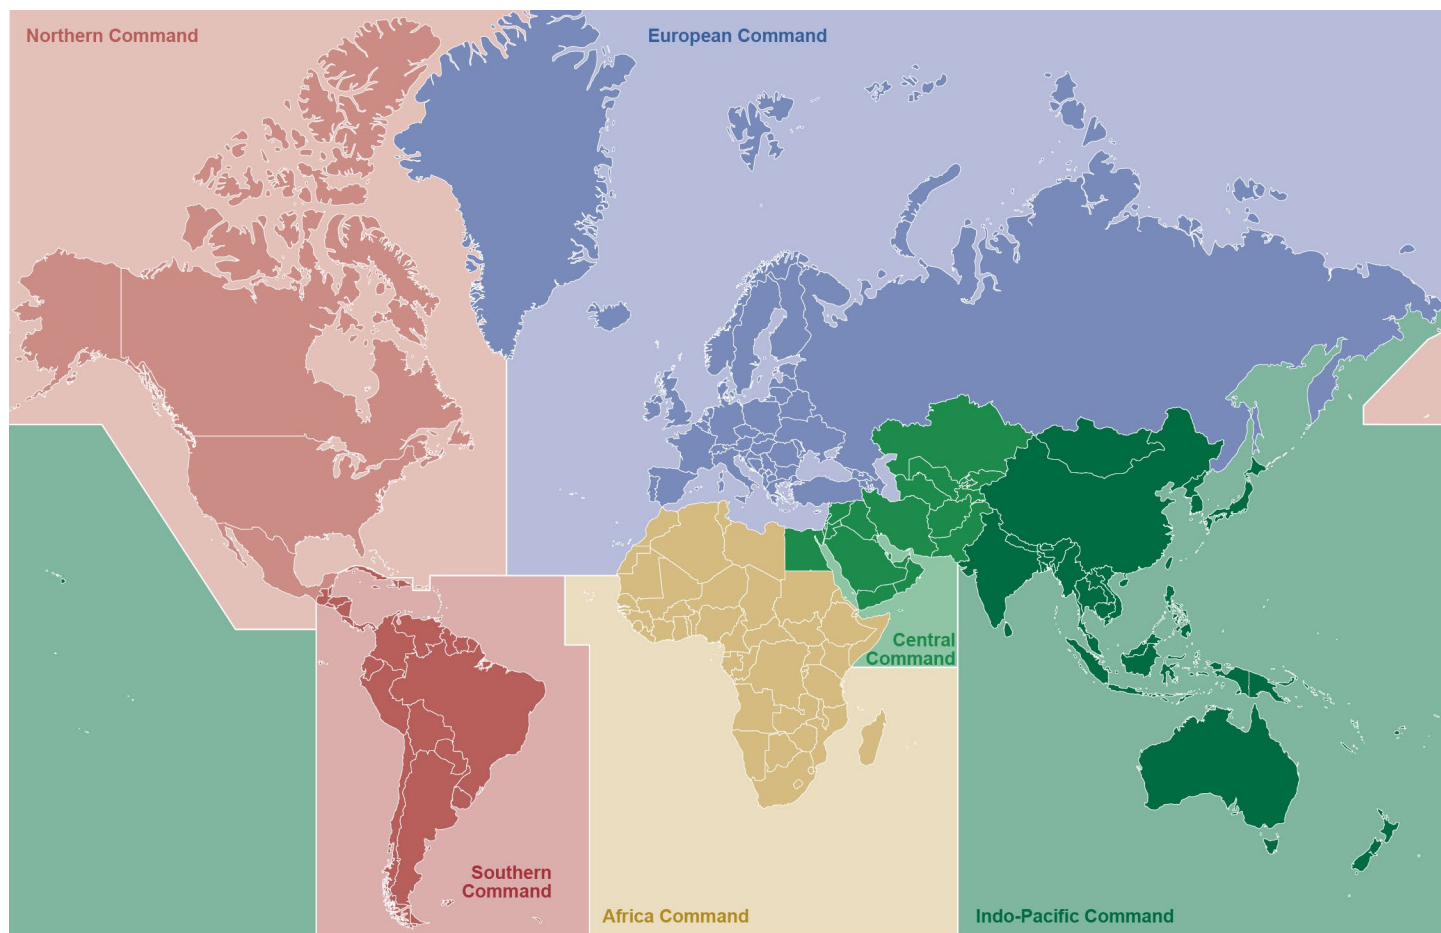 Northern Command
European Command
Central
Command
Southern
Command
Africa Command
Indo-Pacific Command